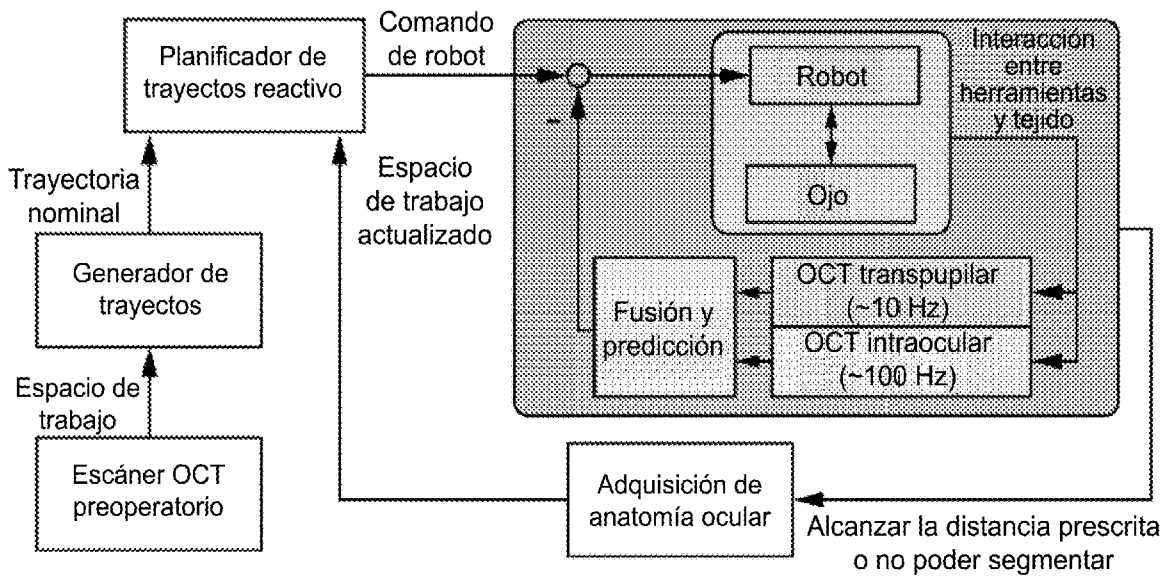 Planificador de
trayectos reactivo
Comando
de robot
Robot
Ojo
Interacción
entre
herramientas
y tejido
Trayectoria
nominal
Espacio
de trabajo
actualizado
-
Generador de
trayectos
Fusión y
predicción
OCT transpupilar
(~10 Hz)
OCT intraocular
(~100 Hz)
Espacio de
trabajo
Escáner OCT
preoperatorio
Adquisición de
anatomía ocular
Alcanzar la distancia prescrita
o no poder segmentar